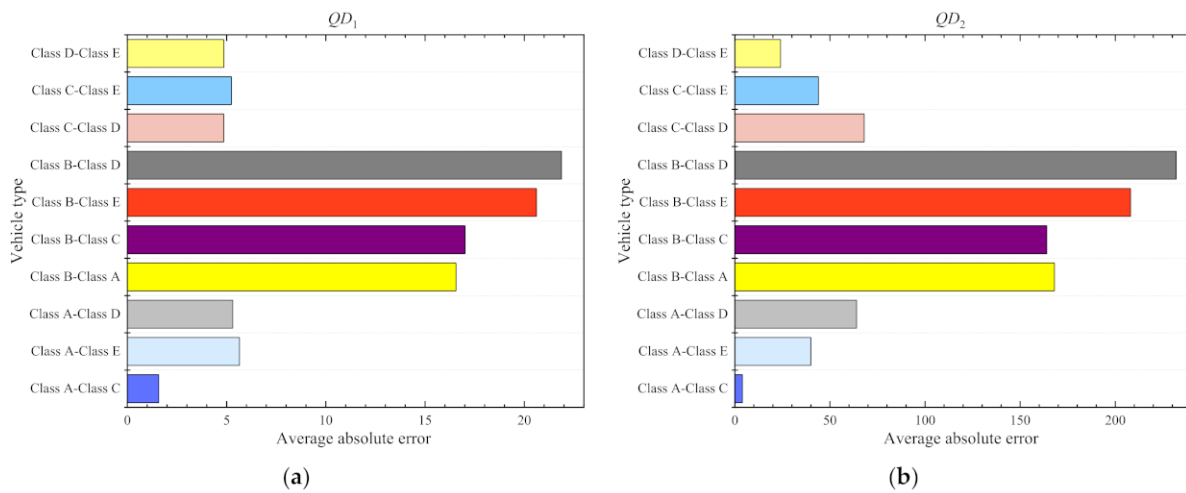 QD1
Vehicle type
Class D-Class E
Class C-Class E
Class C-Class D
Class B-Class D
Class B-Class E
Class B-Class C
Class B-Class A
Class A-Class D
Class A-Class E
Class A-Class C
0 5 10 15 20
Average absolute error
(a)
QD2
Vehicle type
Class D-Class E
Class C-Class E
Class C-Class D
Class B-Class D
Class B-Class E
Class B-Class C
Class B-Class A
Class A-Class D
Class A-Class E
Class A-Class C
0 50 100 150 200
Average absolute error
(b)